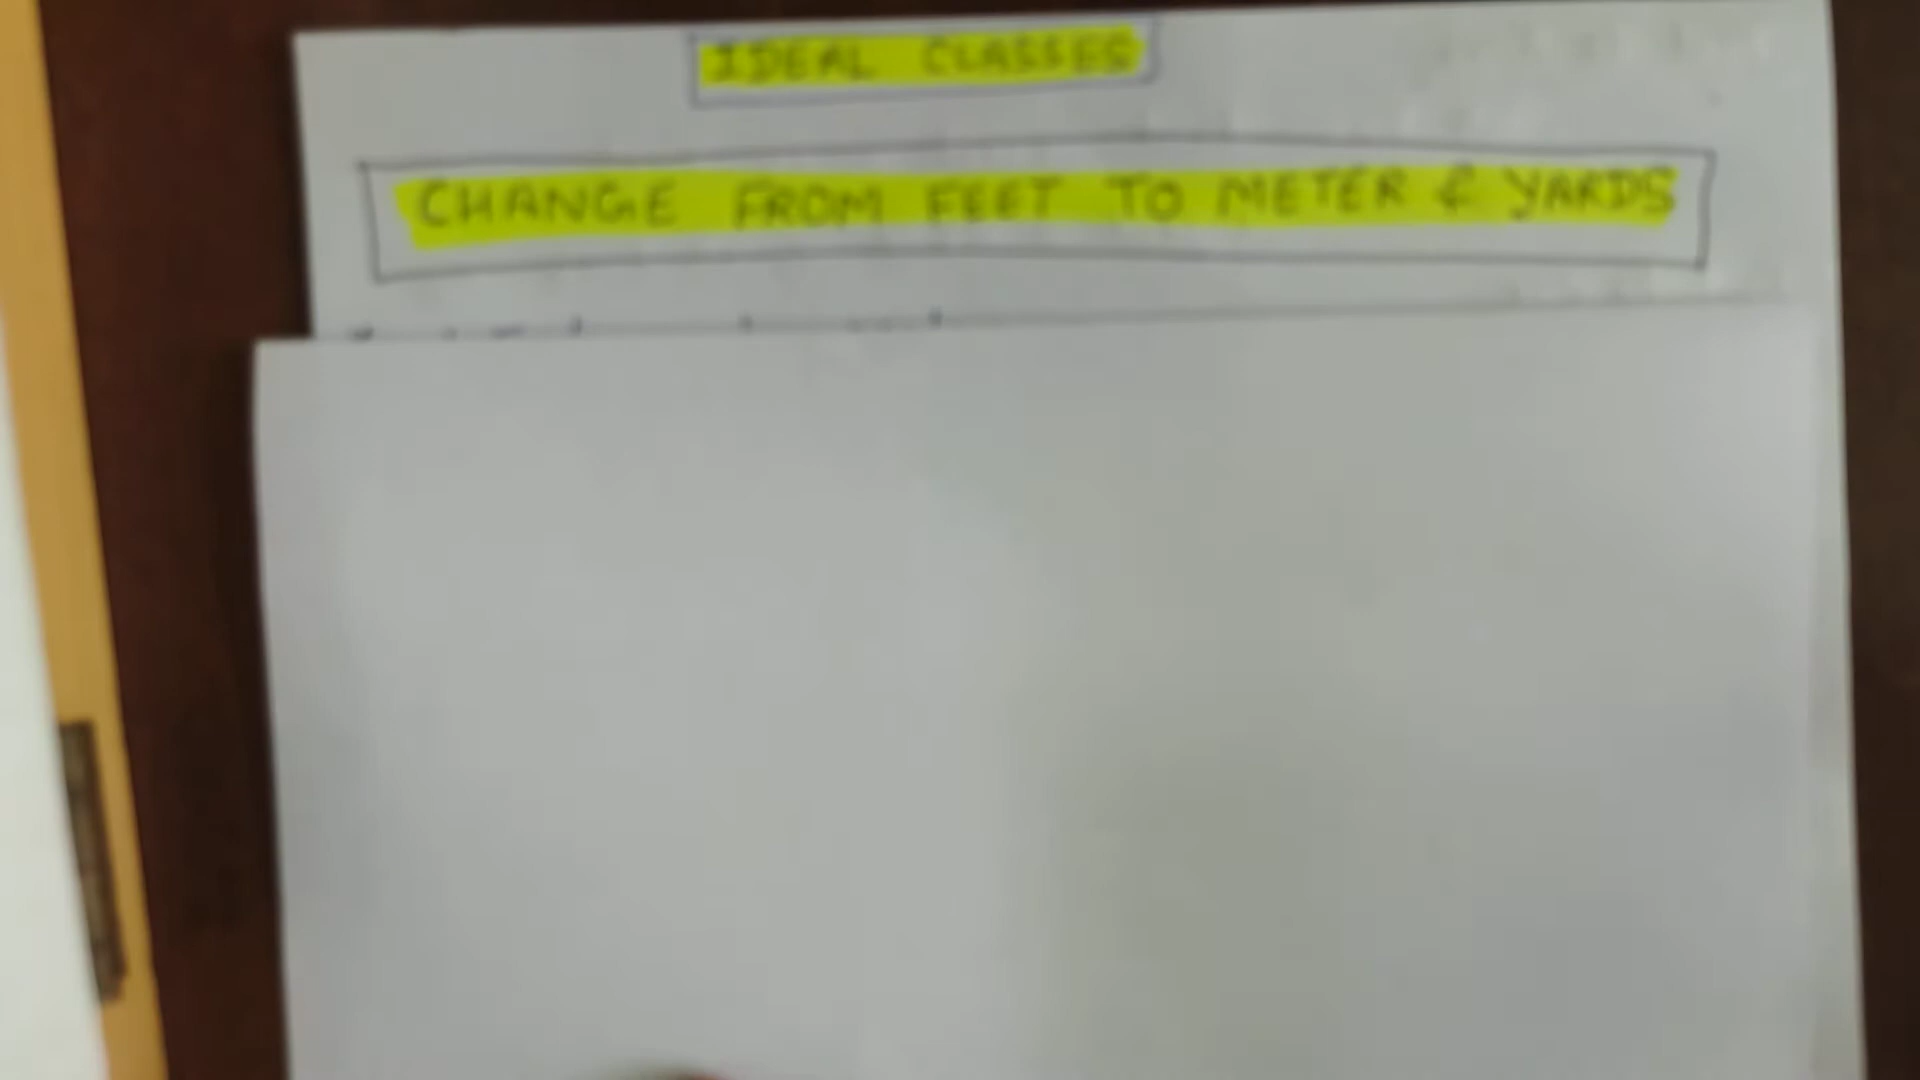 IDEAL CLASSES
CHANGE FROM FEET TO METER & YARDS